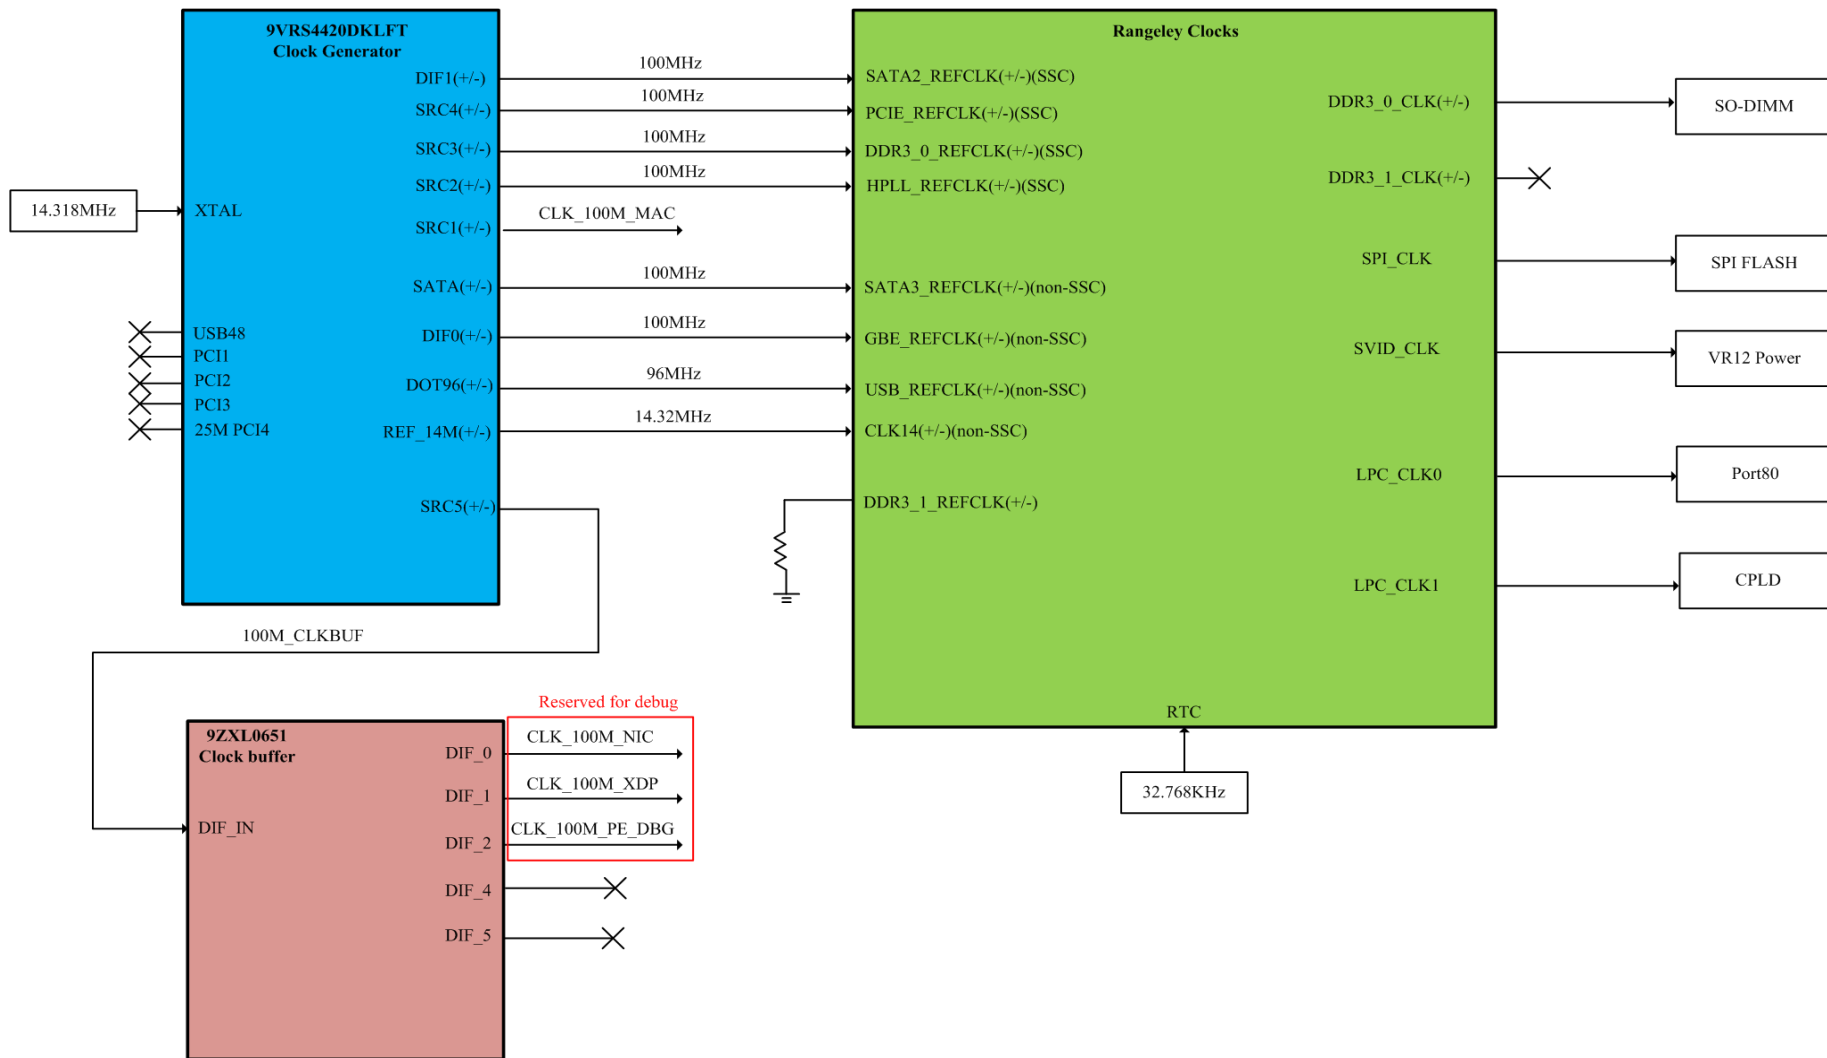 9VRS4420DKLFT
Clock Generator
DIF1(+/-)
SRC4(+/-)
SRC3(+/-)
SRC2(+/-)
SRC1(+/-)
SATA(+/-)
DIF0(+/-)
DOT96(+/-)
REF_14M(+/-)
SRC5(+/-)
14.318MHz
XTAL
USB48
PCI1
PCI2
PCI3
25M PCI4
100MHz
100MHz
100MHz
100MHz
CLK_100M_MAC
100MHz
100MHz
96MHz
14.32MHz
Rangeley Clocks
SATA2_REFCLK(+/-)(SSC)
PCIE_REFCLK(+/-)(SSC)
DDR3_0_REFCLK(+/-)(SSC)
HPLL_REFCLK(+/-)(SSC)
SATA3_REFCLK(+/-)(non-SSC)
GBE_REFCLK(+/-)(non-SSC)
USB_REFCLK(+/-)(non-SSC)
CLK14(+/-)(non-SSC)
DDR3_1_REFCLK(+/-)
DDR3_0_CLK(+/-)
DDR3_1_CLK(+/-)
SPI_CLK
SVID_CLK
LPC_CLK0
LPC_CLK1
RTC
32.768KHz
SO-DIMM
SPI FLASH
VR12 Power
Port80
CPLD
100M_CLKBUF
Reserved for debug
9ZXL0651
Clock buffer
DIF_IN
DIF_0
DIF_1
DIF_2
DIF_4
DIF_5
CLK_100M_NIC
CLK_100M_XDP
CLK_100M_PE_DBG